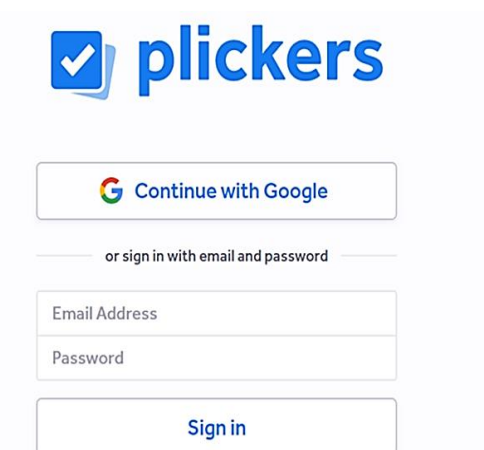 plickers
Continue with Google
or sign in with email and password
Email Address
Password
Sign in